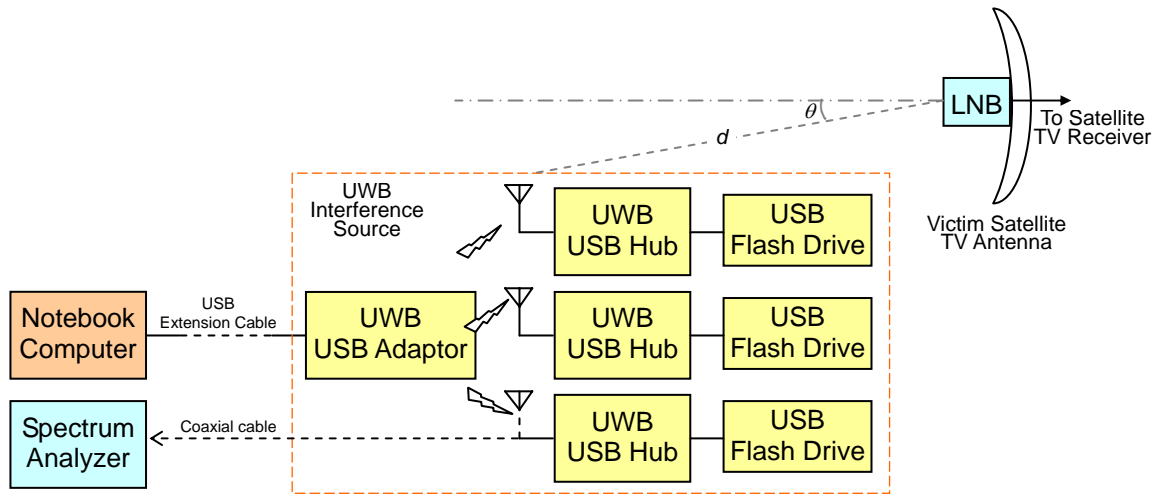 LNB
θ
d
To Satellite
TV Receiver
Victim Satellite
TV Antenna
UWB
Interference
Source
UWB
USB Hub
USB
Flash Drive
Notebook
Computer
USB
Extension Cable
UWB
USB Adaptor
UWB
USB Hub
USB
Flash Drive
Spectrum
Analyzer
Coaxial cable
UWB
USB Hub
USB
Flash Drive